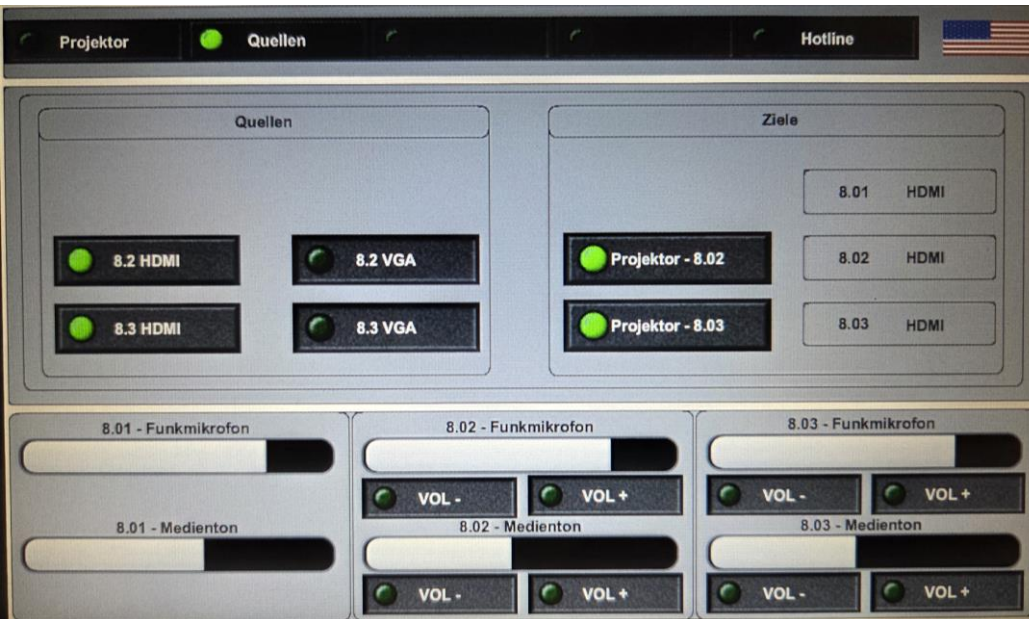 Projektor Quellen Hotline
Quellen
8.2 HDMI 8.2 VGA
8.3 HDMI 8.3 VGA
Ziele
8.01 HDMI
Projektor - 8.02 8.02 HDMI
Projektor - 8.03 8.03 HDMI
8.01 - Funkmikrofon
8.01 - Medienton
8.02 - Funkmikrofon
VOL - VOL +
8.02 - Medienton
VOL - VOL +
8.03 - Funkmikrofon
VOL - VOL +
8.03 - Medienton
VOL - VOL +